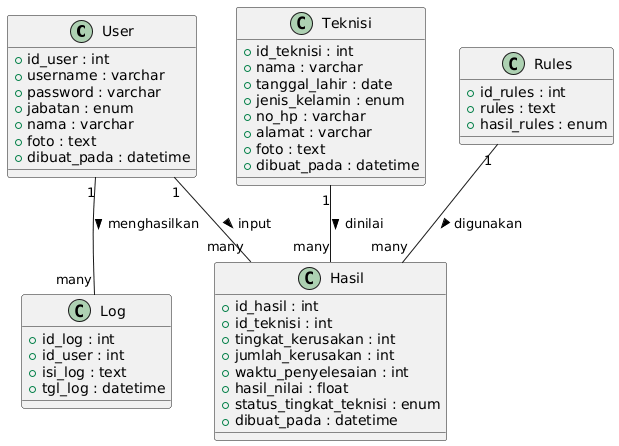 C User
+ id_user : int
+ username : varchar
+ password : varchar
+ jabatan : enum
+ nama : varchar
+ foto : text
+ dibuat_pada : datetime
C Teknisi
+ id_teknisi : int
+ nama : varchar
+ tanggal_lahir : date
+ jenis_kelamin : enum
+ no_hp : varchar
+ alamat : varchar
+ foto : text
+ dibuat_pada : datetime
C Rules
+ id_rules : int
+ rules : text
+ hasil_rules : enum
1
menghasilkan
many
1
input
many
1
dinilai
many
1
digunakan
many
C Log
+ id_log : int
+ id_user : int
+ isi_log : text
+ tgl_log : datetime
C Hasil
+ id_hasil : int
+ id_teknisi : int
+ tingkat_kerusakan : int
+ jumlah_kerusakan : int
+ waktu_penyelesaian : int
+ hasil_nilai : float
+ status_tingkat_teknisi : enum
+ dibuat_pada : datetime